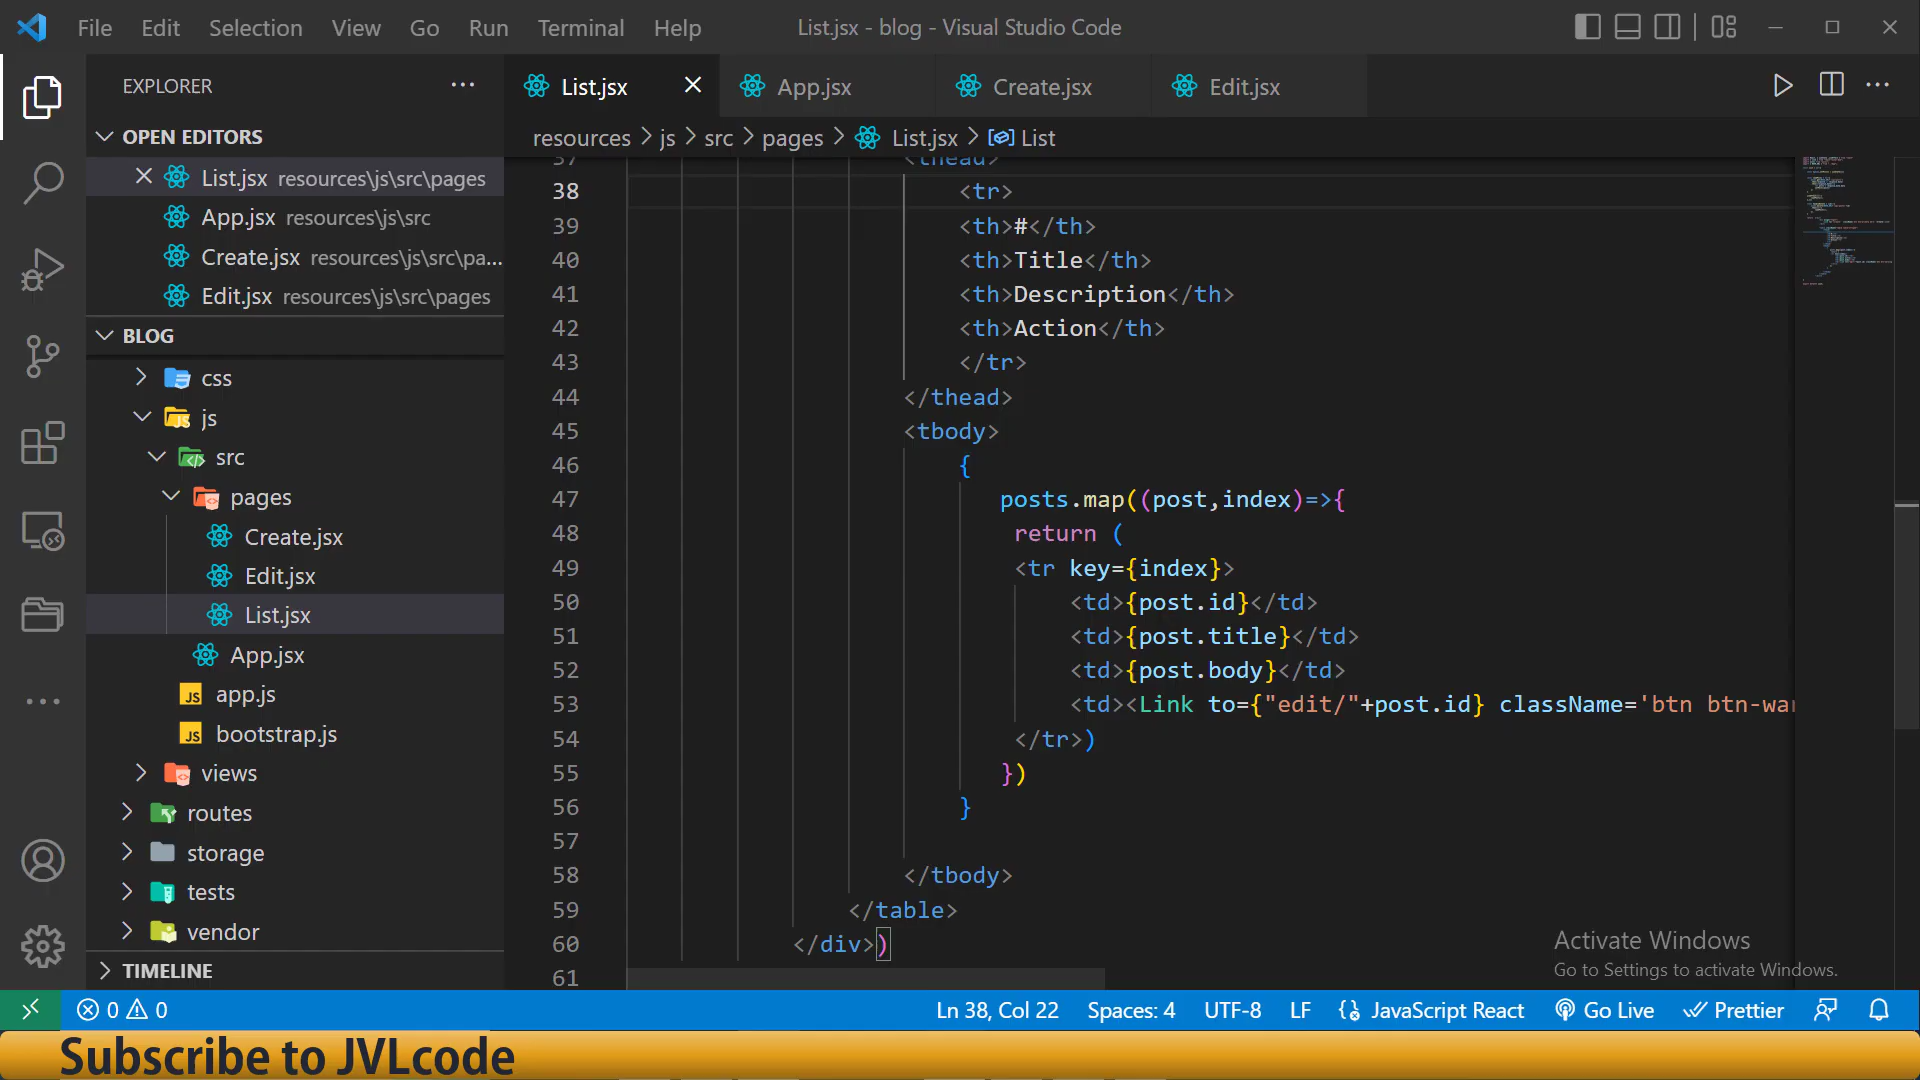 File Edit Selection View Go Run Terminal Help
List.jsx - blog - Visual Studio Code
EXPLORER
List.jsx
App.jsx
Create.jsx
Edit.jsx
OPEN EDITORS
resources > js > src > pages > List.jsx > List
List.jsx resources\js\src\pages
App.jsx resources\js\src
Create.jsx resources\js\src\pa...
Edit.jsx resources\js\src\pages
BLOG
css
js
src
pages
Create.jsx
Edit.jsx
List.jsx
App.jsx
app.js
bootstrap.js
views
routes
storage
tests
vendor
TIMELINE
37 <thead>
38 <tr>
39 <th>#</th>
40 <th>Title</th>
41 <th>Description</th>
42 <th>Action</th>
43 </tr>
44 </thead>
45 <tbody>
46 {
47 posts.map((post,index)=>{
48 return (
49 <tr key={index}>
50 <td>{post.id}</td>
51 <td>{post.title}</td>
52 <td>{post.body}</td>
53 <td><Link to={"edit/"+post.id} className='btn btn-wa
54 </tr>)
55 })
56 }
57
58 </tbody>
59 </table>
60 </div>)
61
Activate Windows
Go to Settings to activate Windows.
0 0
Ln 38, Col 22
Spaces: 4
UTF-8
LF
JavaScript React
Go Live
Prettier
Subscribe to JVLcode